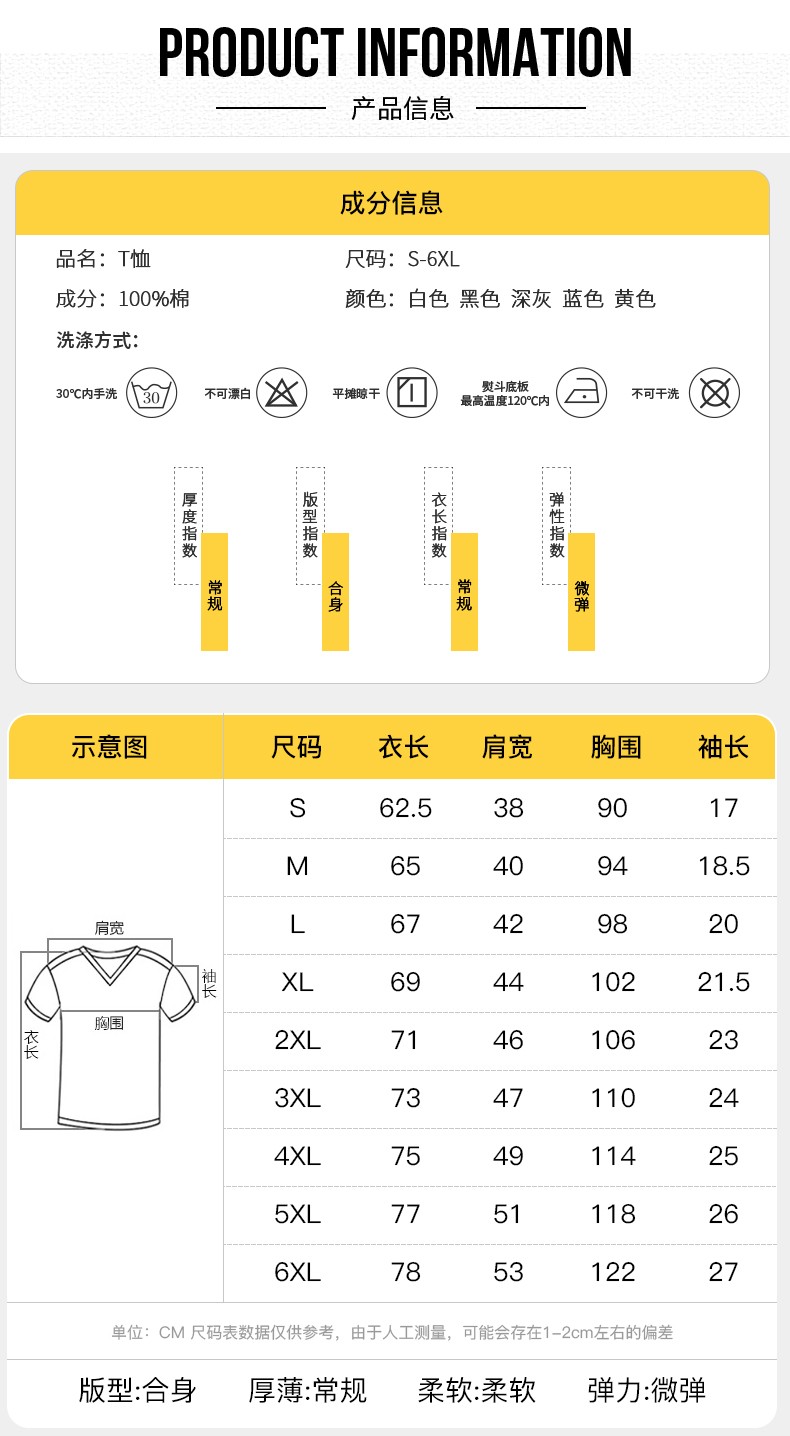 PRODUCT INFORMATION
产品信息
成分信息
品名：T恤 尺码：S-6XL
成分：100%棉 颜色：白色 黑色 深灰 蓝色 黄色
洗涤方式：
30℃内手洗 30 不可漂白 平摊晾干 熨斗底板 最高温度120℃内 不可干洗
厚度指数 常规
版型指数 合身
衣长指数 常规
弹性指数 微弹
示意图 尺码 衣长 肩宽 胸围 袖长
S 62.5 38 90 17
M 65 40 94 18.5
L 67 42 98 20
XL 69 44 102 21.5
2XL 71 46 106 23
3XL 73 47 110 24
4XL 75 49 114 25
5XL 77 51 118 26
6XL 78 53 122 27
肩宽
袖长
胸围
衣长
单位：CM 尺码表数据仅供参考，由于人工测量，可能会存在1-2cm左右的偏差
版型:合身 厚薄:常规 柔软:柔软 弹力:微弹